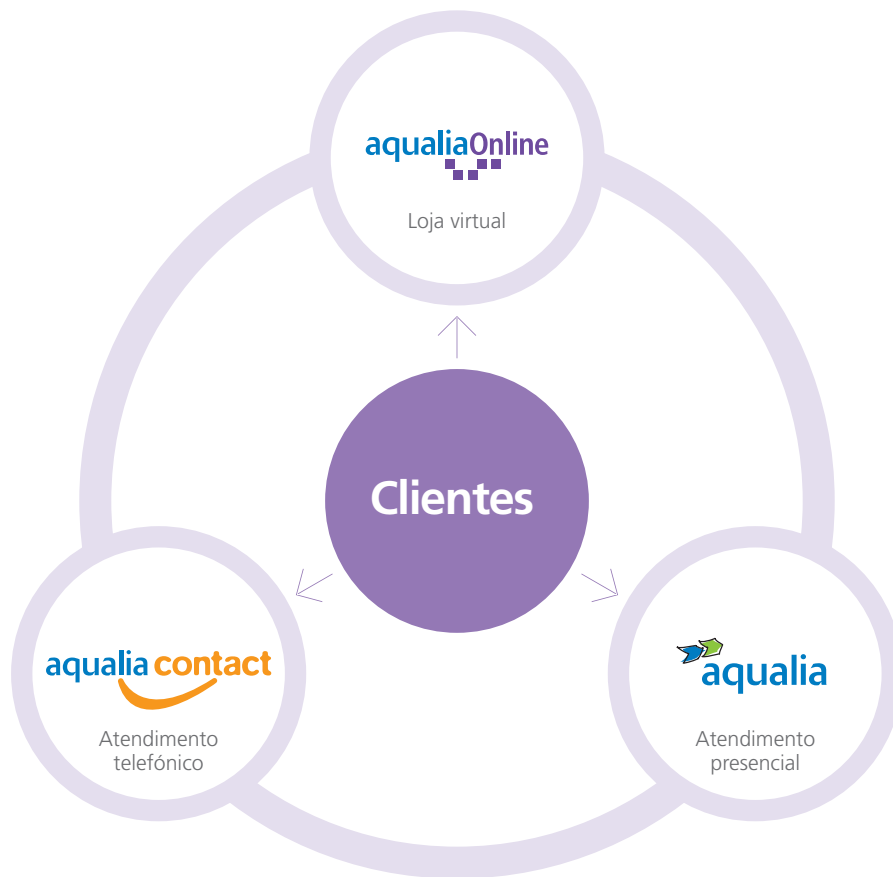 aqualiaOnline
Loja virtual
Clientes
aqualia contact
Atendimento
telefónico
aqualia
Atendimento
presencial